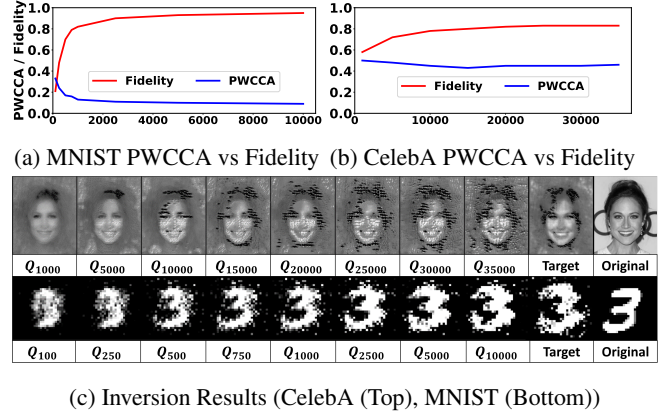 PWCCA / Fidelity
1.0 1.0
0.8 0.8
0.6 0.6
0.4 0.4
0.2 0.2
0.0 0.0
Fidelity PWCCA Fidelity PWCCA
0 2000 4000 6000 8000 10000 0 10000 20000 30000
(a) MNIST PWCCA vs Fidelity (b) CelebA PWCCA vs Fidelity
Q1000 Q5000 Q10000 Q15000 Q20000 Q25000 Q30000 Q35000 Target Original
Q100 Q250 Q500 Q750 Q1000 Q2500 Q5000 Q10000 Target Original
(c) Inversion Results (CelebA (Top), MNIST (Bottom))